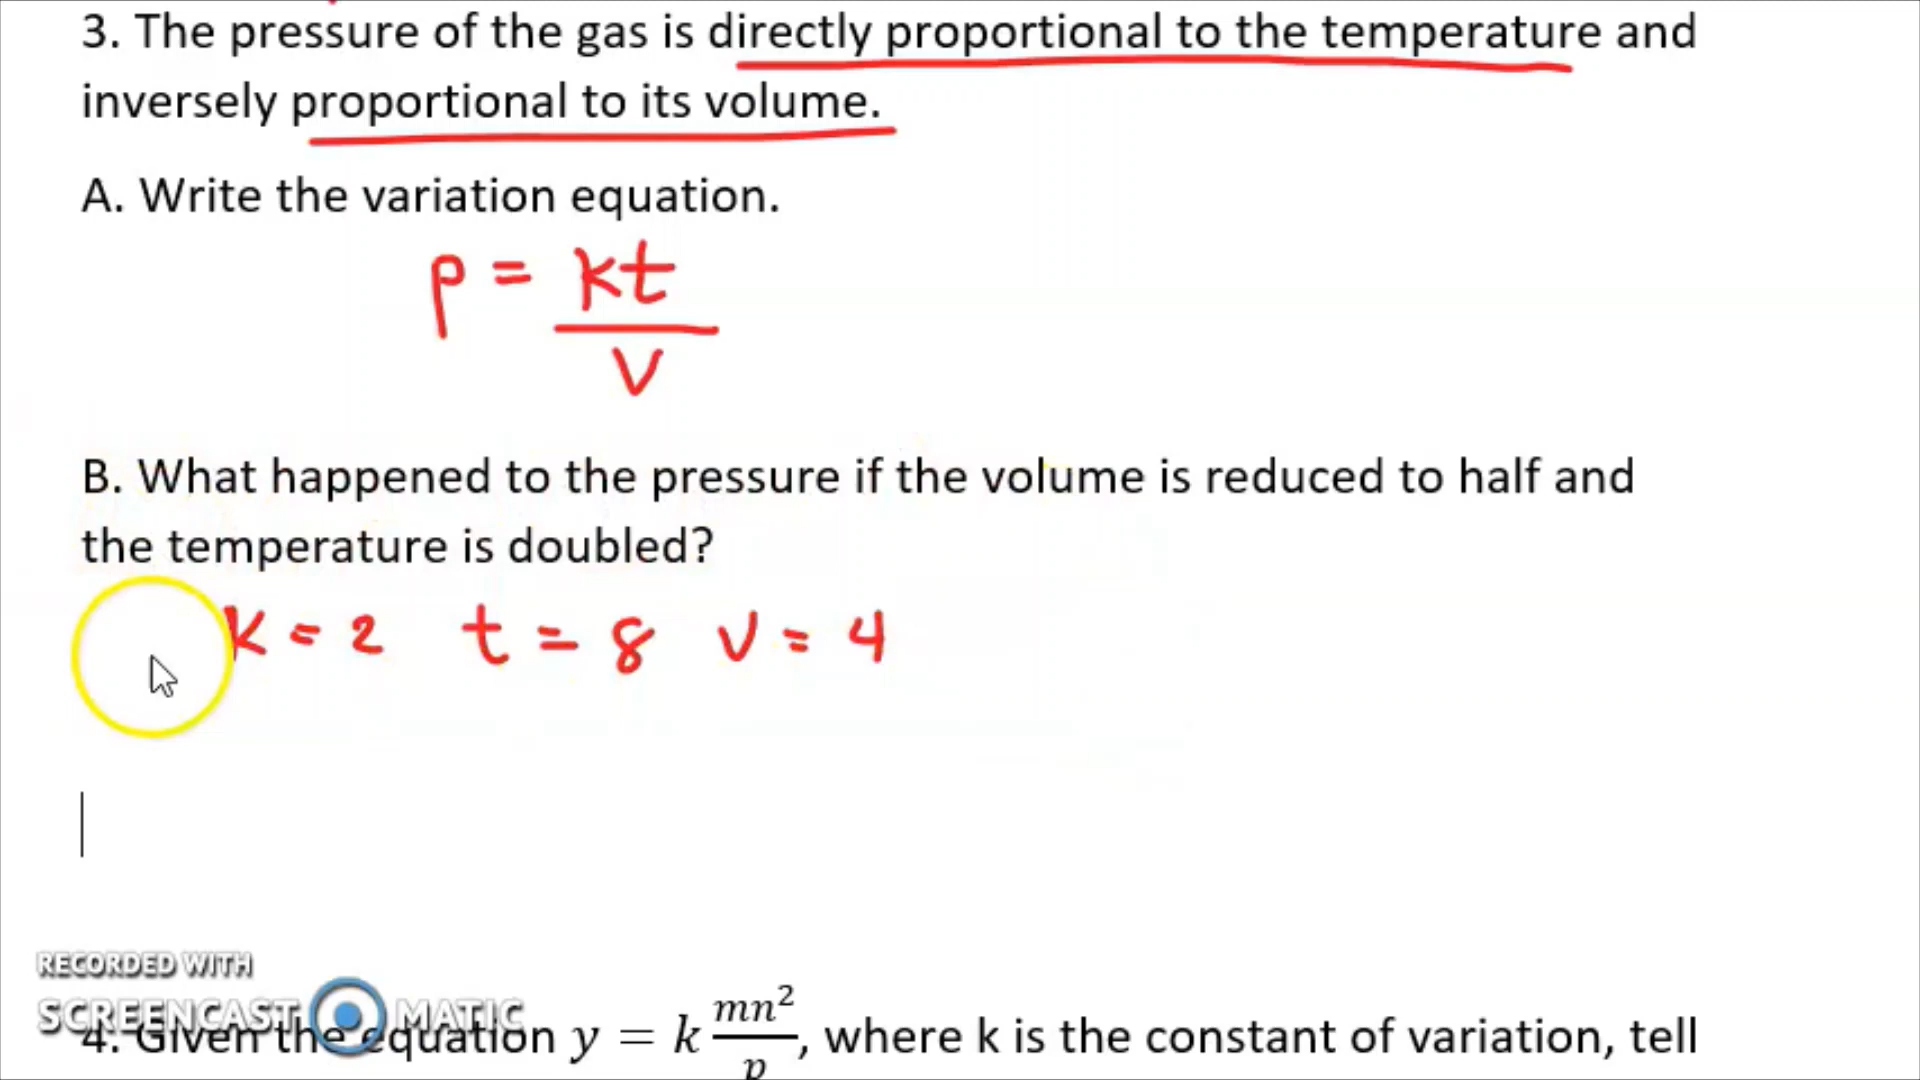 3. The pressure of the gas is directly proportional to the temperature and
inversely proportional to its volume.
A. Write the variation equation.
p = kt
v
B. What happened to the pressure if the volume is reduced to half and
the temperature is doubled?
k = 2 t = 8 v = 4
RECORDED WITH
SCREENCAST MATIC
4. Given the equation y = k mn²/p, where k is the constant of variation, tell